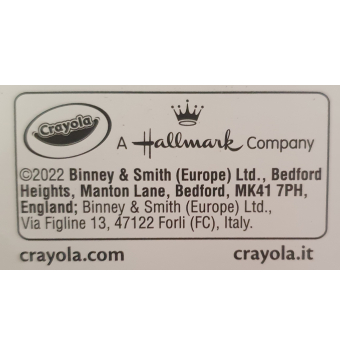 Crayola
A Hallmark Company
©2022 Binney & Smith (Europe) Ltd., Bedford
Heights, Manton Lane, Bedford, MK41 7PH,
England; Binney & Smith (Europe) Ltd.,
Via Figline 13, 47122 Forli (FC), Italy.
crayola.com crayola.it